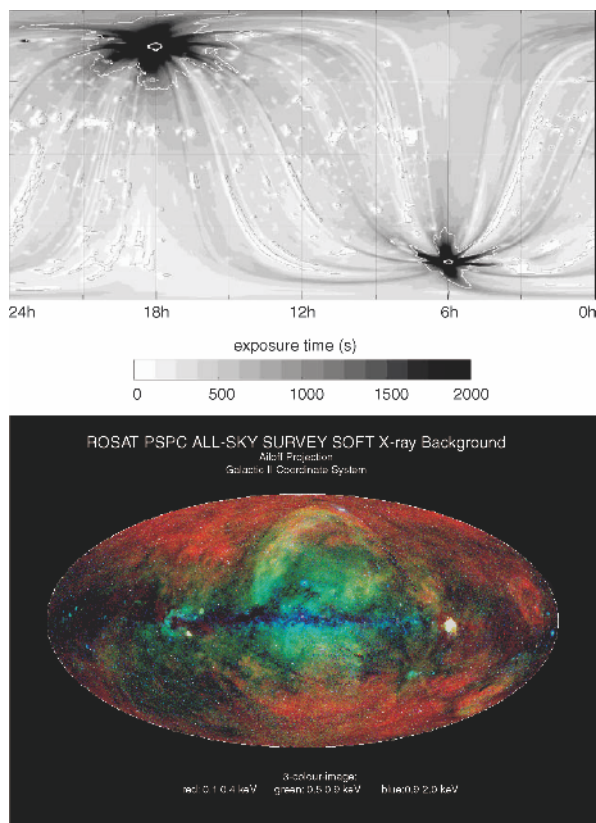 24h 18h 12h 6h 0h
exposure time (s)
0 500 1000 1500 2000
ROSAT PSPC ALL-SKY SURVEY SOFT X-ray Background
Aitoff Projection
Galactic II Coordinate System
3-colour-image:
red: 0.1 0.4 keV green: 0.5 0.9 keV blue:0.9 2.0 keV